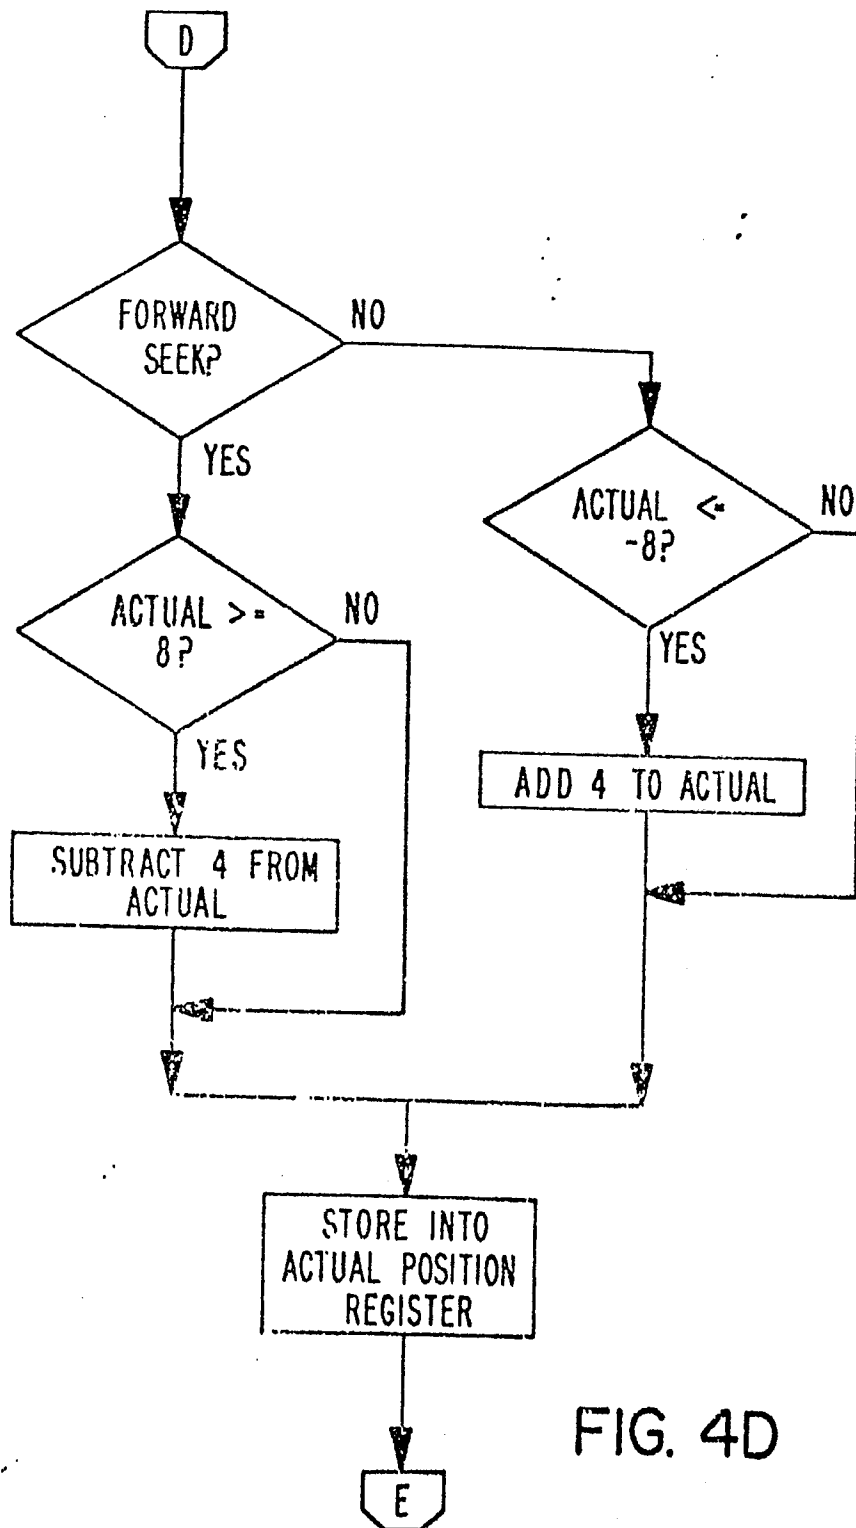 D
FORWARD
SEEK?
NO
YES
ACTUAL <=
-8?
NO
YES
ACTUAL >=
8?
NO
YES
ADD 4 TO ACTUAL
SUBTRACT 4 FROM
ACTUAL
STORE INTO
ACTUAL POSITION
REGISTER
E
FIG. 4D